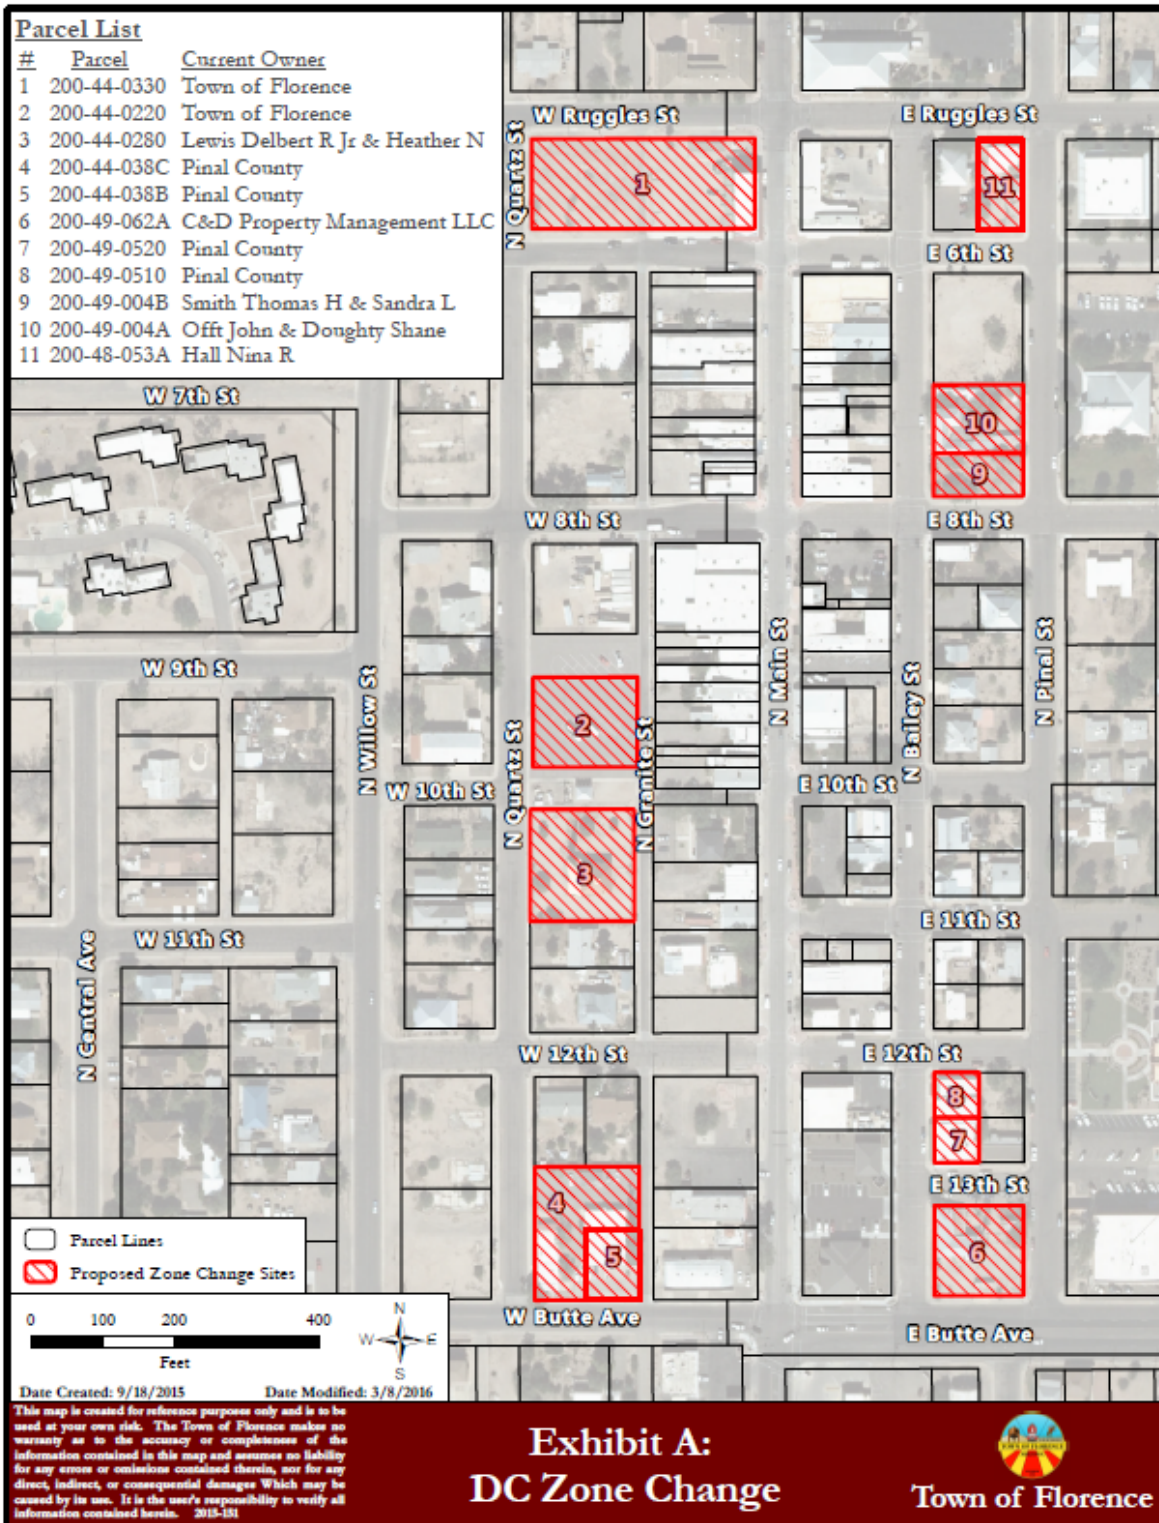 Parcel List
# Parcel Current Owner
1 200-44-0330 Town of Florence
2 200-44-0220 Town of Florence
3 200-44-0280 Lewis Delbert R Jr & Heather N
4 200-44-038C Pinal County
5 200-44-038B Pinal County
6 200-49-062A C&D Property Management LLC
7 200-49-0520 Pinal County
8 200-49-0510 Pinal County
9 200-49-004B Smith Thomas H & Sandra L
10 200-49-004A Offt John & Doughty Shane
11 200-48-053A Hall Nina R
W Ruggles St
E Ruggles St
N Quartz St
1
11
E 6th St
W 7th St
10
9
W 8th St
E 8th St
W 9th St
N Willow St
N Quartz St
2
N Granite St
N Main St
N Bailey St
N Pinal St
W 10th St
E 10th St
3
W 11th St
E 11th St
N Central Ave
W 12th St
E 12th St
8
7
4
5
E 13th St
6
W Butte Ave
E Butte Ave
Parcel Lines
Proposed Zone Change Sites
0 100 200 400
Feet
N
W E
S
Date Created: 9/18/2015 Date Modified: 3/8/2016
This map is created for reference purposes only and is to be
used at your own risk. The Town of Florence makes no
warranty as to the accuracy or completeness of the
information contained in this map and assumes no liability
for any errors or omissions contained therein, nor for any
direct, indirect, or consequential damages Which may be
caused by its use. It is the user's responsibility to verify all
information contained herein. 2015-151
Exhibit A:
DC Zone Change
TOWN OF FLORENCE
Town of Florence